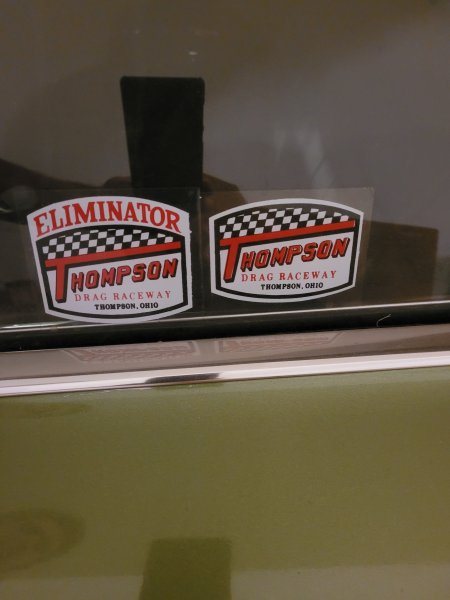 ELIMINATOR
THOMPSON
DRAG RACEWAY
THOMPSON, OHIO
THOMPSON
DRAG RACEWAY
THOMPSON, OHIO